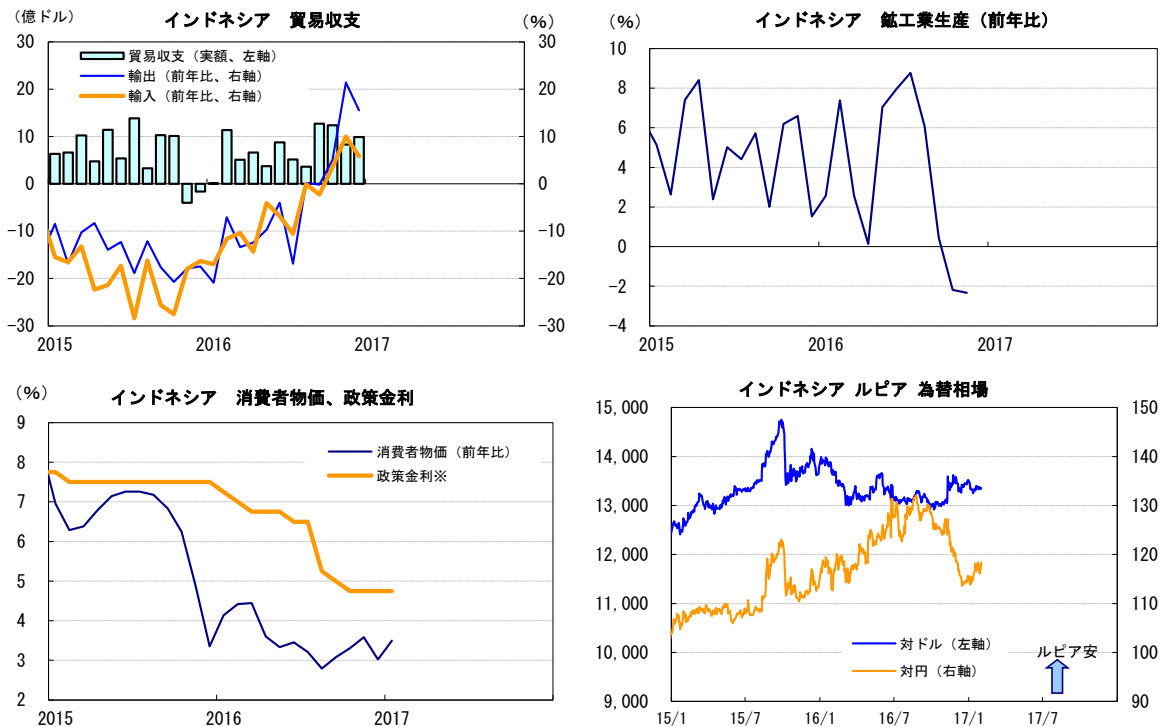 インドネシア 貿易収支
（億ドル）
（%）
貿易収支（実額、左軸）
輸出（前年比、右軸）
輸入（前年比、右軸）
30
20
10
0
-10
-20
-30
30
20
10
0
-10
-20
-30
2015 2016 2017
インドネシア 鉱工業生産（前年比）
10
8
6
4
2
0
-2
-4
2015 2016 2017
（%）
インドネシア 消費者物価、政策金利
消費者物価（前年比）
政策金利※
9
8
7
6
5
4
3
2
2015 2016 2017
インドネシア ルピア 為替相場
15,000
14,000
13,000
12,000
11,000
10,000
9,000
150
140
130
120
110
100
90
対ドル（左軸）
対円（右軸）
ルピア安
15/1 15/7 16/1 16/7 17/1 17/7